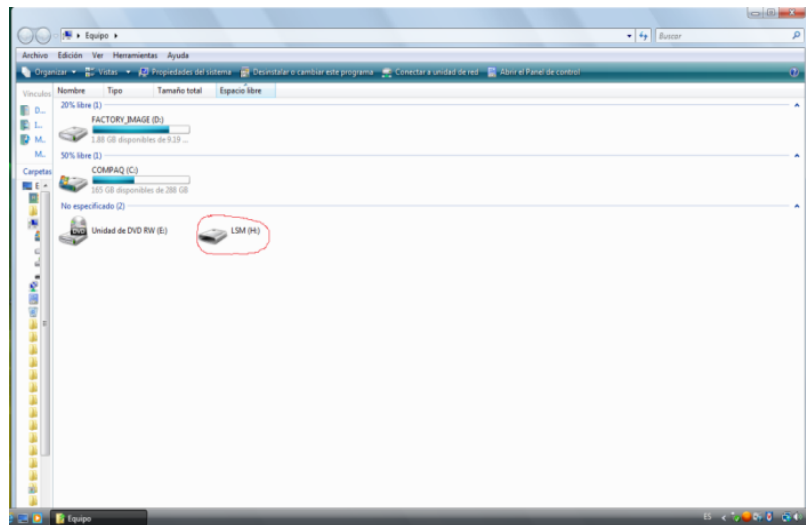 Equipo
Buscar
Archivo Edición Ver Herramientas Ayuda
Organizar Vistas Propiedades del sistema Desinstalar o cambiar este programa Conectar a unidad de red Abrir el Panel de control
Vínculos Nombre Tipo Tamaño total Espacio libre
20% libre (1)
D...
FACTORY_IMAGE (D:)
L...
1.88 GB disponibles de 9.19 ...
M...
50% libre (1)
M...
COMPAQ (C:)
Carpetas
165 GB disponibles de 288 GB
E
No especificado (2)
DVD
Unidad de DVD RW (E:) LSM (H:)
Equipo
ES